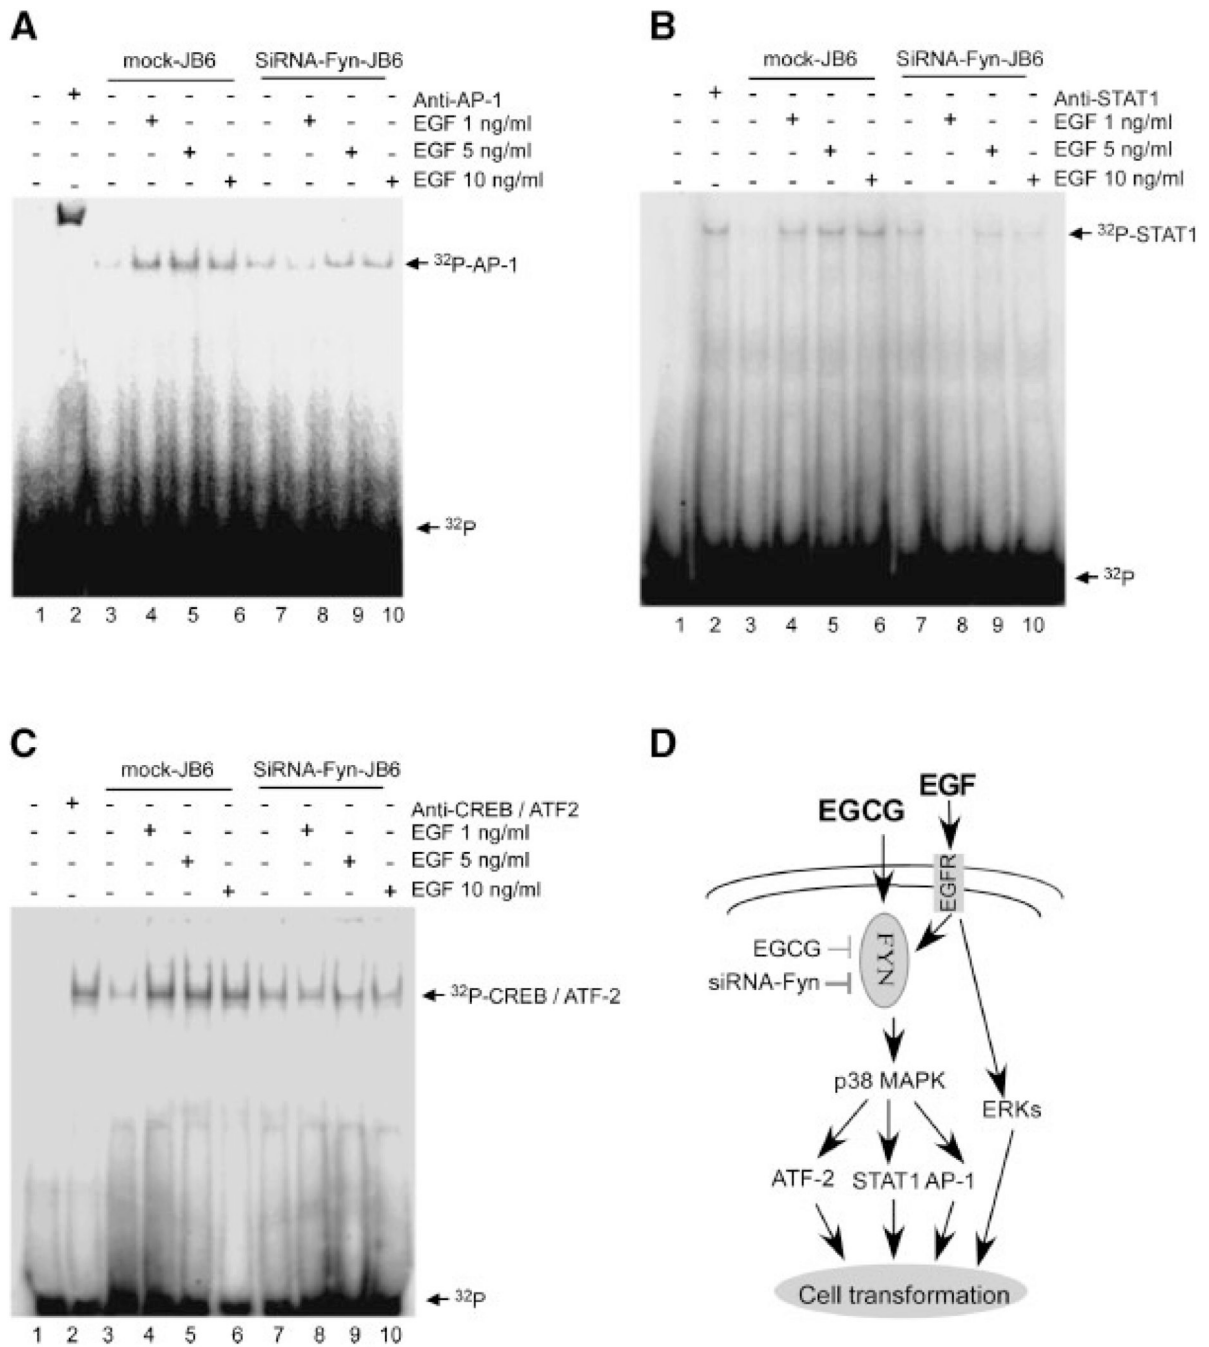 A
mock-JB6 SiRNA-Fyn-JB6
- + - - - - - - - - Anti-AP-1
- - - + - - - + - - EGF 1 ng/ml
- - - - + - - - + - EGF 5 ng/ml
- - - - - + - - - + EGF 10 ng/ml
32P-AP-1
32P
1 2 3 4 5 6 7 8 9 10
B
mock-JB6 SiRNA-Fyn-JB6
- + - - - - - - - - Anti-STAT1
- - - + - - - + - - EGF 1 ng/ml
- - - - + - - - + - EGF 5 ng/ml
- - - - - + - - - + EGF 10 ng/ml
32P-STAT1
32P
1 2 3 4 5 6 7 8 9 10
C
mock-JB6 SiRNA-Fyn-JB6
- + - - - - - - - - Anti-CREB / ATF2
- - - + - - - + - - EGF 1 ng/ml
- - - - + - - - + - EGF 5 ng/ml
- - - - - + - - - + EGF 10 ng/ml
32P-CREB / ATF-2
32P
1 2 3 4 5 6 7 8 9 10
D
EGF
EGCG
EGFR
FYN
EGCG
siRNA-Fyn
p38 MAPK
ERKs
ATF-2 STAT1 AP-1
Cell transformation